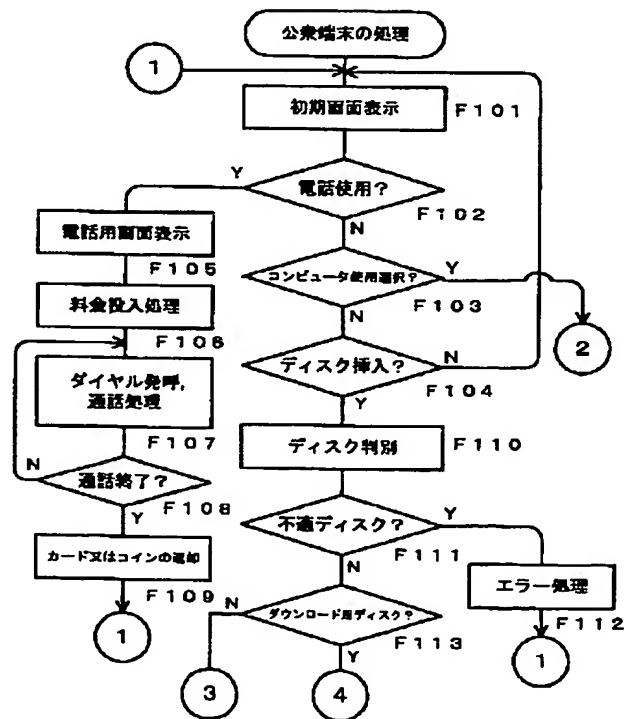 公衆端末の処理
1
初期画面表示
F101
Y
電話使用?
F102
N
電話用画面表示
F105
コンピュータ使用選択?
Y
F103
料金投入処理
F106
N
2
ディスク挿入?
N
F104
ダイヤル発呼,
通話処理
F107
Y
ディスク判別
F110
N
通話終了?
F108
Y
不適ディスク?
Y
F111
カード又はコインの返却
F109
N
エラー処理
F112
N
ダウンロード用ディスク?
F113
1
Y
1
3
4